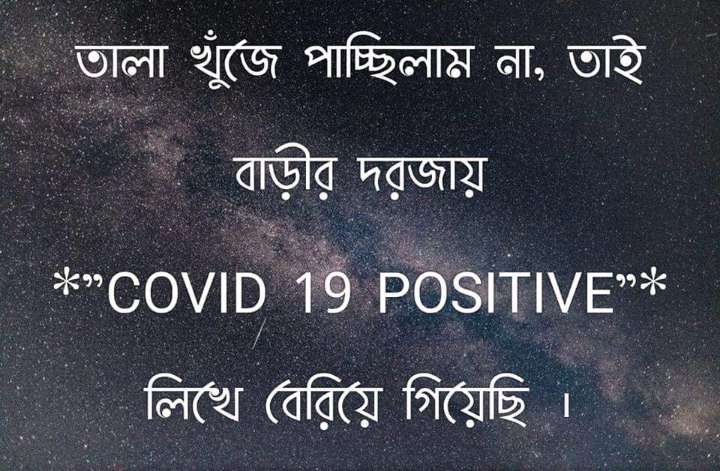 তালা খুঁজে পাচ্ছিলাম না, তাই
বাড়ীর দরজায়
*”COVID 19 POSITIVE”*
লিখে বেরিয়ে গিয়েছি ।